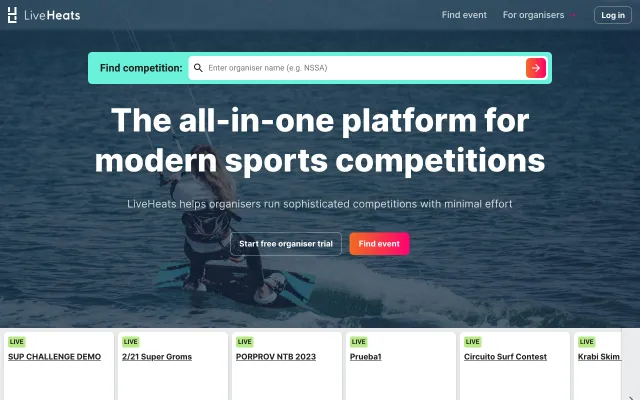 LiveHeats
Find event
For organisers
Log in
Find competition:
Enter organiser name (e.g. NSSA)
The all-in-one platform for
modern sports competitions
LiveHeats helps organisers run sophisticated competitions with minimal effort
Start free organiser trial
Find event
LIVE
SUP CHALLENGE DEMO
LIVE
2/21 Super Groms
LIVE
PORPROV NTB 2023
LIVE
Prueba1
LIVE
Circuito Surf Contest
LIVE
Krabi Skim